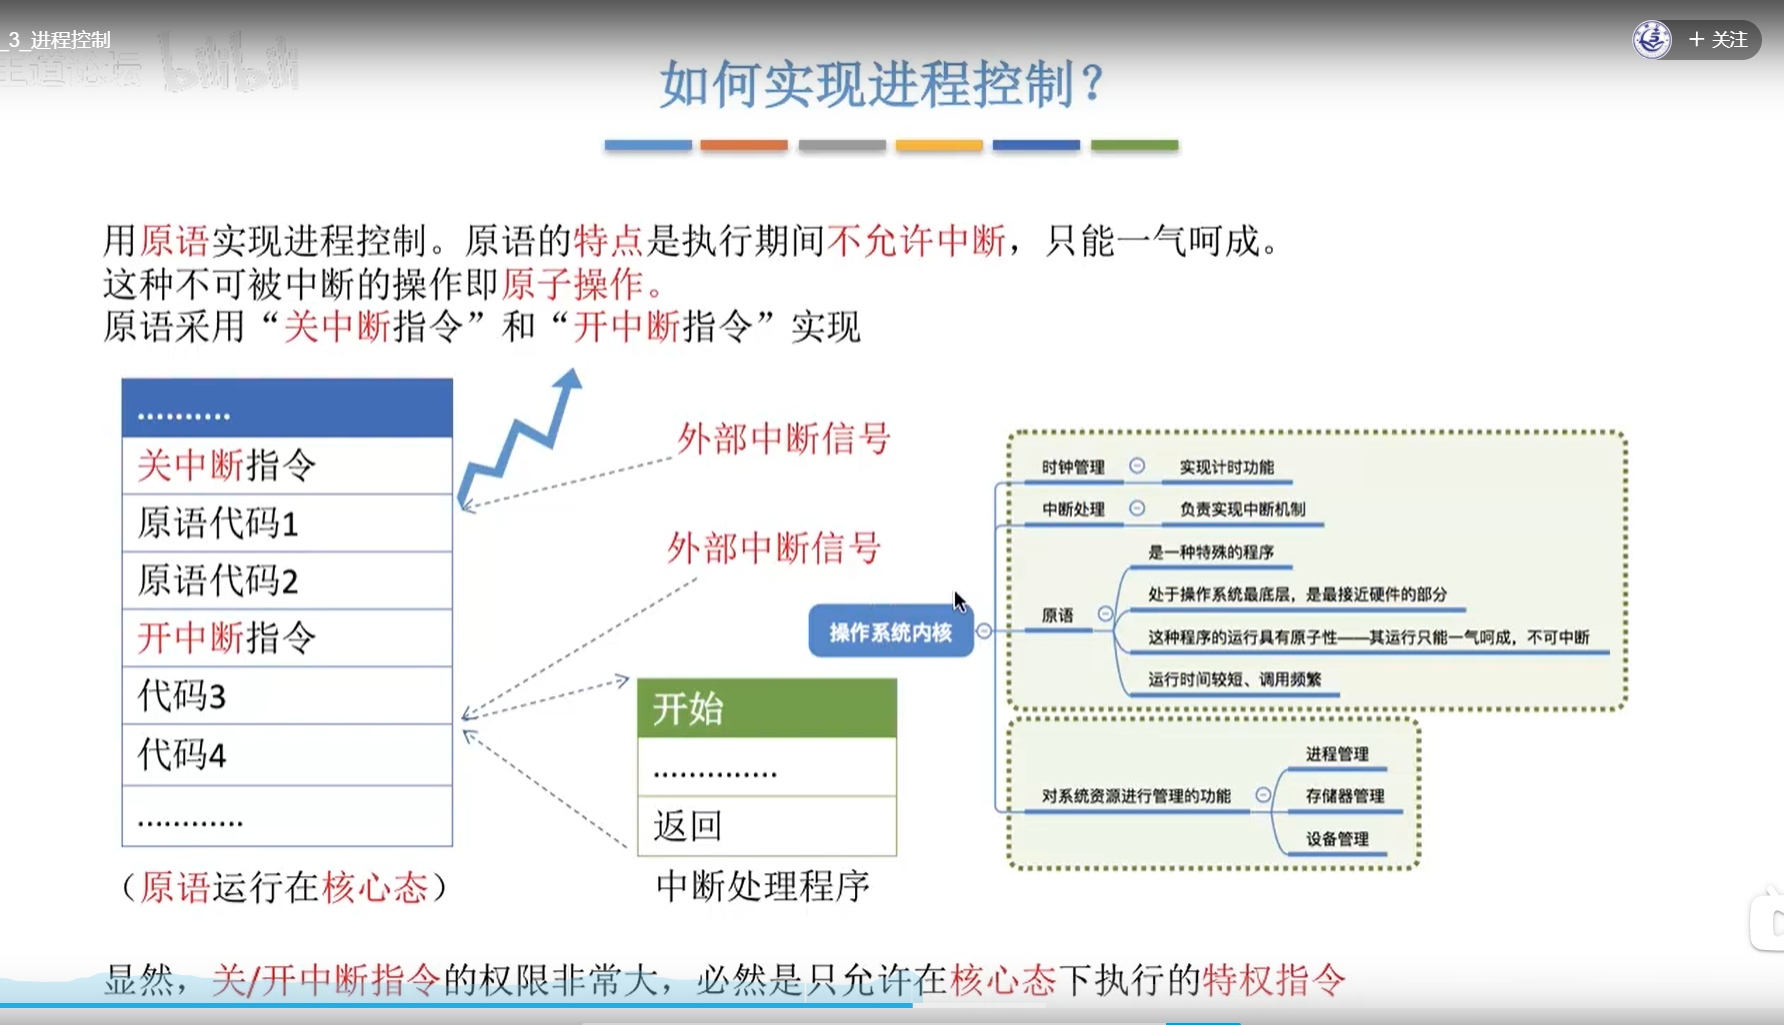 _3_进程控制
王道论坛 bilibili
+ 关注
如何实现进程控制？
用原语实现进程控制。原语的特点是执行期间不允许中断，只能一气呵成。
这种不可被中断的操作即原子操作。
原语采用“关中断指令”和“开中断指令”实现
..........
关中断指令
原语代码1
原语代码2
开中断指令
代码3
代码4
............
（原语运行在核心态）
外部中断信号
外部中断信号
开始
..............
返回
中断处理程序
操作系统内核
时钟管理
实现计时功能
中断处理
负责实现中断机制
原语
是一种特殊的程序
处于操作系统最底层，是最接近硬件的部分
这种程序的运行具有原子性——其运行只能一气呵成，不可中断
运行时间较短、调用频繁
对系统资源进行管理的功能
进程管理
存储器管理
设备管理
显然，关/开中断指令的权限非常大，必然是只允许在核心态下执行的特权指令